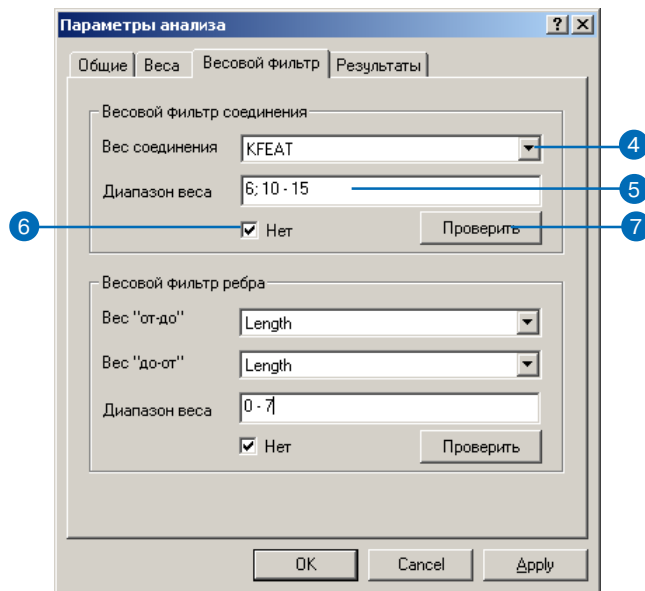 Параметры анализа
Общие Веса Весовой Фильтр Результаты
Весовой Фильтр соединения
Вес соединения KFEAT 4
Диапазон веса 6; 10 - 15 5
6 Нет Проверить 7
Весовой Фильтр ребра
Вес "от-до" Length
Вес "до-от" Length
Диапазон веса 0 - 7
Нет Проверить
OK Cancel Apply